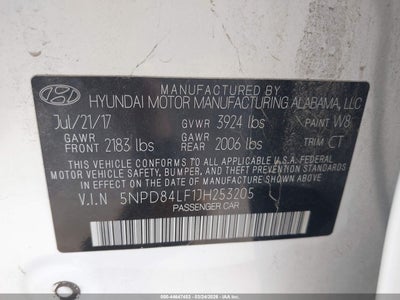 MANUFACTURED BY
HYUNDAI MOTOR MANUFACTURING ALABAMA, LLC
Jul/21/17 GVWR 3924 lbs PAINT W8
GAWR FRONT 2183 lbs GAWR REAR 2006 lbs TRIM CT
THIS VEHICLE CONFORMS TO ALL APPLICABLE U.S.A. FEDERAL
MOTOR VEHICLE SAFETY, BUMPER, AND THEFT PREVENTION
STANDARDS IN EFFECT ON THE DATE OF MANUFACTURE SHOWN ABOVE.
V.I.N 5NPD84LF1JH253205
PASSENGER CAR